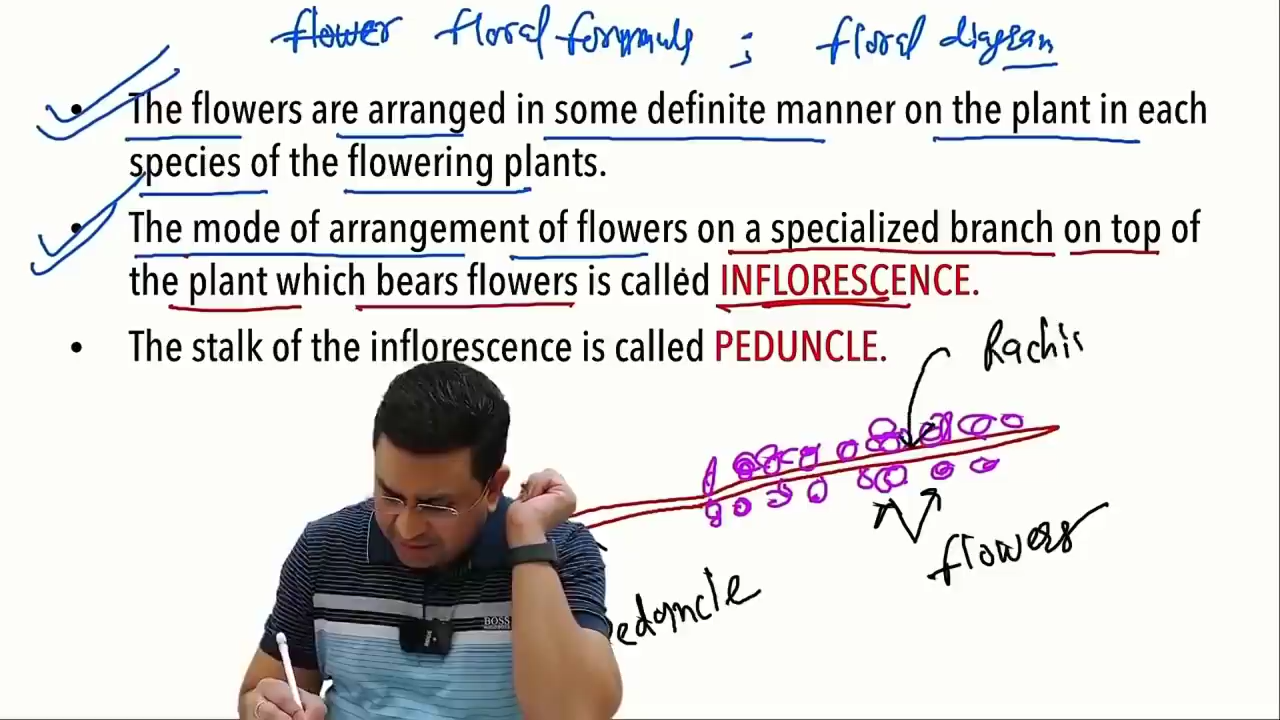 flower floral formula ; floral diagram
• The flowers are arranged in some definite manner on the plant in each
species of the flowering plants.
• The mode of arrangement of flowers on a specialized branch on top of
the plant which bears flowers is called INFLORESCENCE.
• The stalk of the inflorescence is called PEDUNCLE.
Rachis
flowers
Peduncle
BOSS